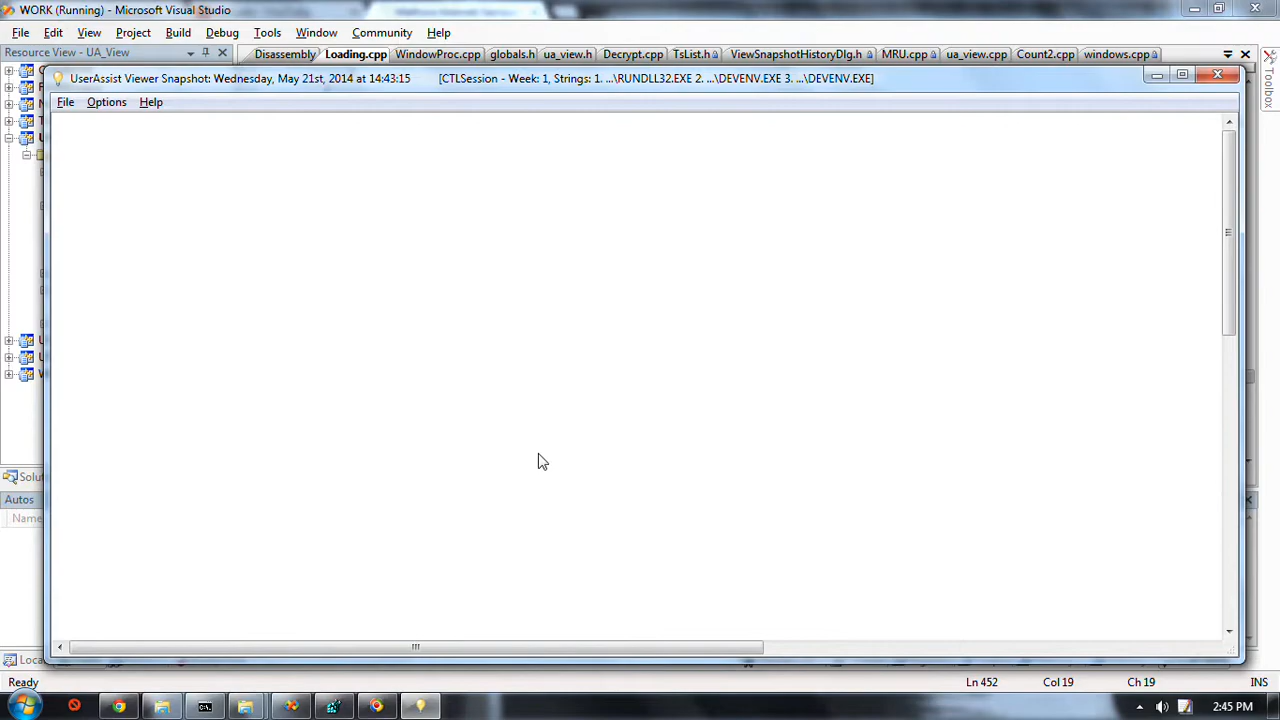 WORK (Running) - Microsoft Visual Studio
File Edit View Project Build Debug Tools Window Community Help
Resource View - UA_View
Disassembly Loading.cpp WindowProc.cpp globals.h ua_view.h Decrypt.cpp TsList.h ViewSnapshotHistoryDlg.h MRU.cpp ua_view.cpp Count2.cpp windows.cpp
Toolbox
UserAssist Viewer Snapshot: Wednesday, May 21st, 2014 at 14:43:15 [CTLSession - Week: 1, Strings: 1. ...\RUNDLL32.EXE 2. ...\DEVENV.EXE 3. ...\DEVENV.EXE]
File Options Help
Solut
Autos
Name
Loca
Ready Ln 452 Col 19 Ch 19 INS
2:45 PM